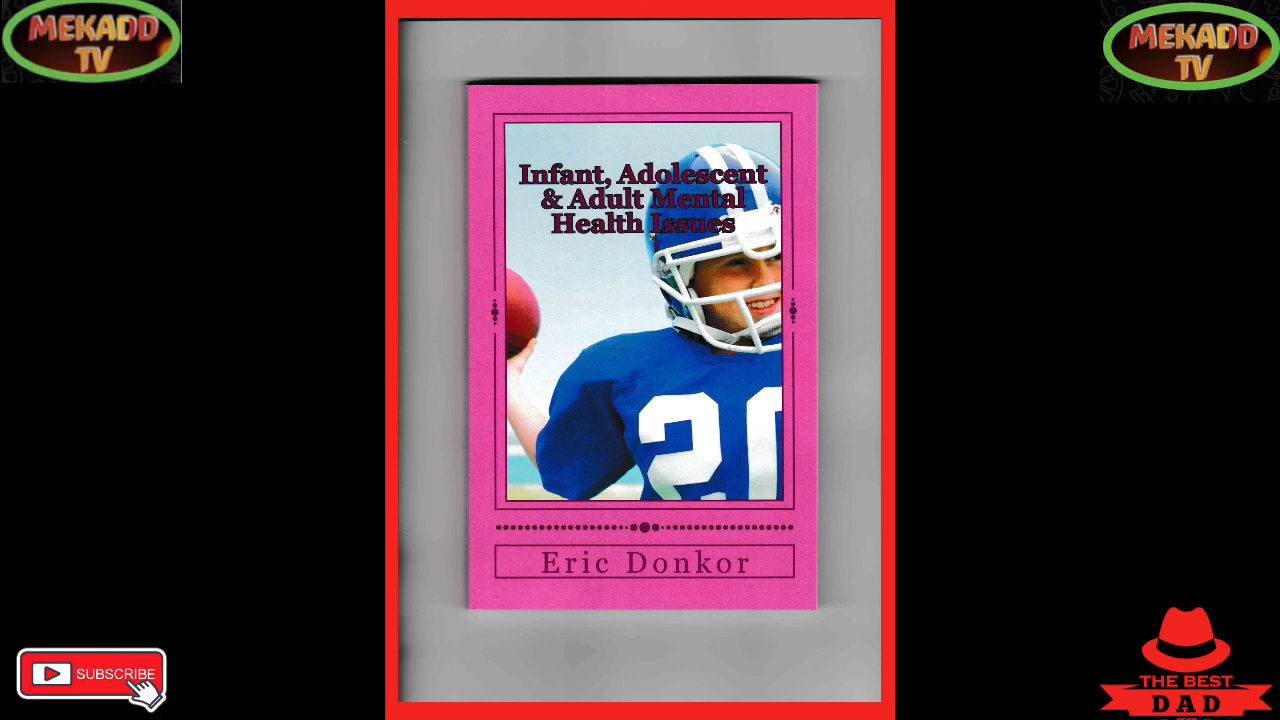 MEKADD
TV
MEKADD
TV
Infant, Adolescent
& Adult Mental
Health Issues
20
Eric Donkor
SUBSCRIBE
THE BEST
DAD